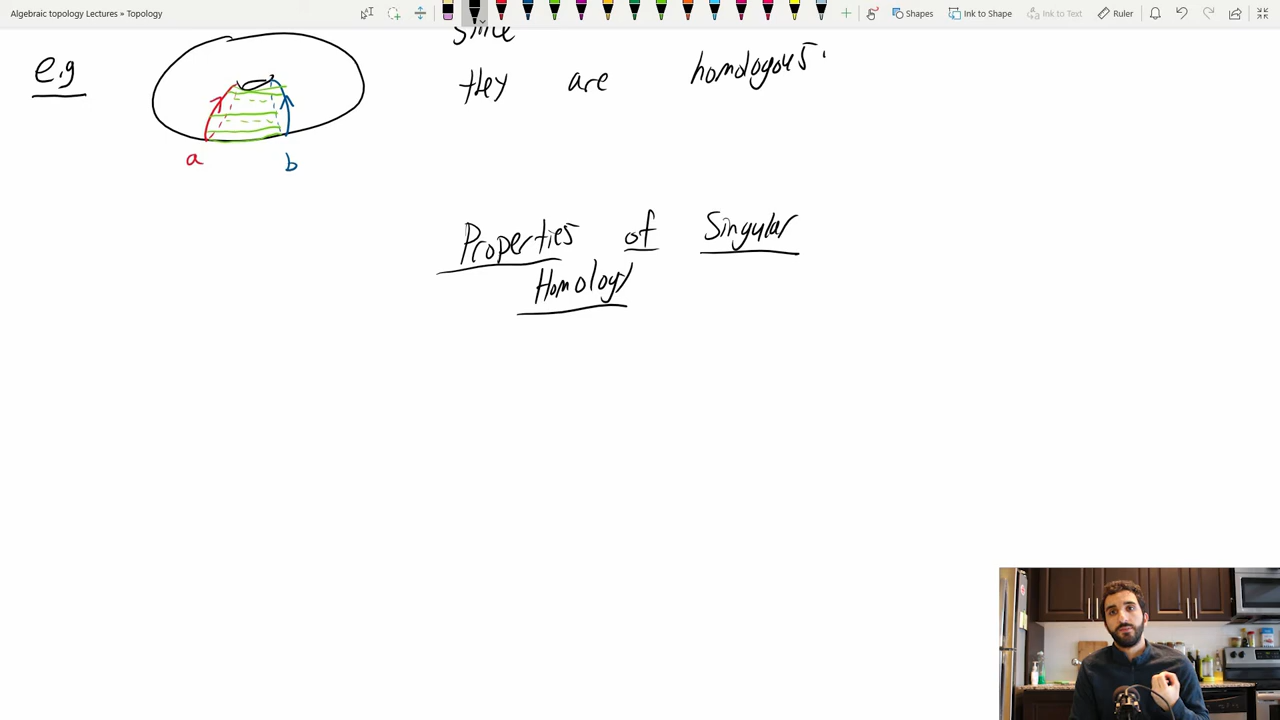 Algebraic topology Lectures » Topology
Shapes
Ink to Shape
Ink to Text
Ruler
e.g
since
they are homologous.
a
b
Properties of Singular
Homology